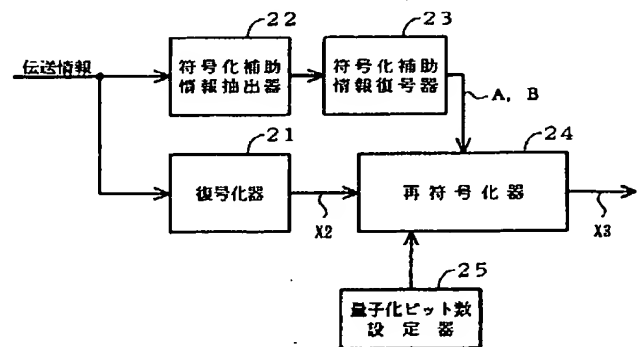 22
23
伝送情報
符号化補助
情報抽出器
符号化補助
情報復号器
A, B
21
24
復号化器
X2
再符号化器
X3
25
量子化ビット数
設定器